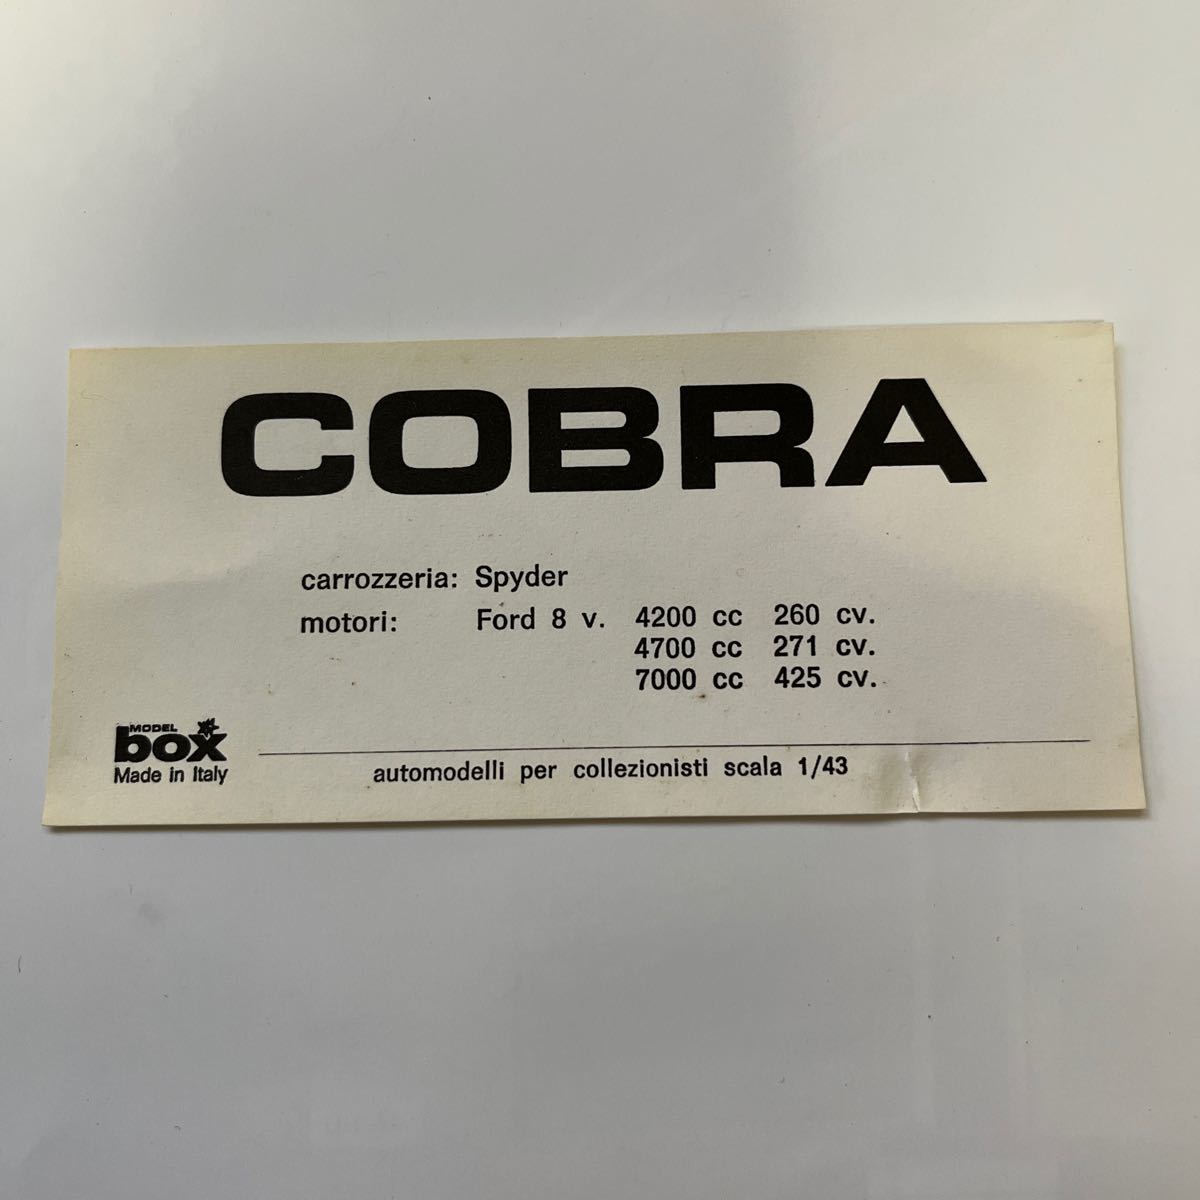 COBRA
carrozzeria: Spyder
motori: Ford 8 v. 4200 cc 260 cv.
4700 cc 271 cv.
7000 cc 425 cv.
MODEL
box
Made in Italy
automodelli per collezionisti scala 1/43